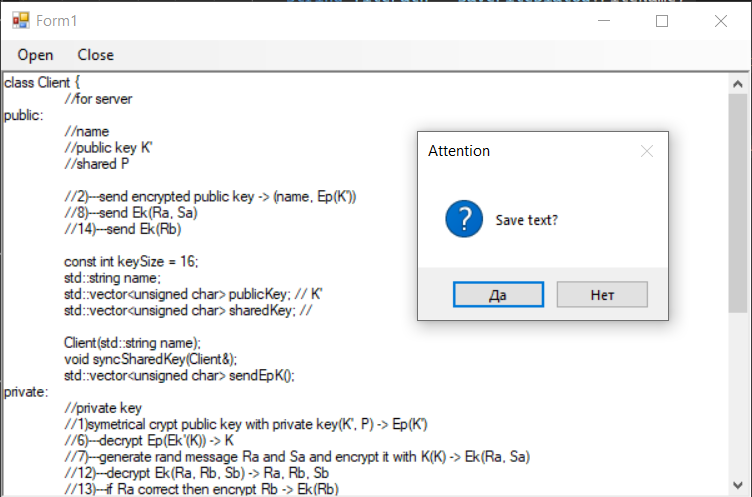 Form1
Open Close
class Client {
//for server
public:
//name
//public key K'
//shared P
//2)---send encrypted public key -> (name, Ep(K'))
//8)---send Ek(Ra, Sa)
//14)---send Ek(Rb)
const int keySize = 16;
std::string name;
std::vector<unsigned char> publicKey; // K'
std::vector<unsigned char> sharedKey; //
Client(std::string name);
void syncSharedKey(Client&);
std::vector<unsigned char> sendEpK();
private:
//private key
//1)symetrical crypt public key with private key(K', P) -> Ep(K')
//6)---decrypt Ep(Ek'(K)) -> K
//7)---generate rand message Ra and Sa and encrypt it with K(K) -> Ek(Ra, Sa)
//12)---decrypt Ek(Ra, Rb, Sb) -> Ra, Rb, Sb
//13)---if Ra correct then encrypt Rb -> Ek(Rb)
Attention
Save text?
Да Нет